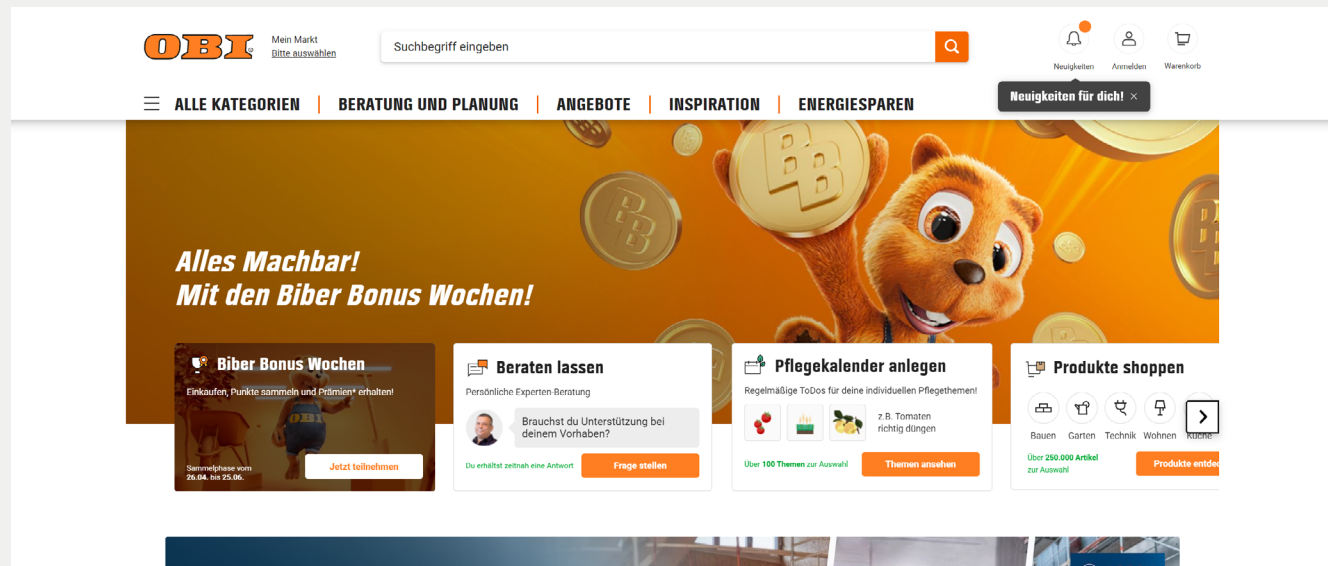 OBI
Mein Markt
Bitte auswählen
Suchbegriff eingeben
Neuigkeiten
Anmelden
Warenkorb
Neuigkeiten für dich! ×
ALLE KATEGORIEN
BERATUNG UND PLANUNG
ANGEBOTE
INSPIRATION
ENERGIESPAREN
BB
BB
Alles Machbar!
Mit den Biber Bonus Wochen!
Biber Bonus Wochen
Einkaufen, Punkte sammeln und Prämien* erhalten!
OBI
Sammelphase vom
26.04. bis 25.06.
Jetzt teilnehmen
Beraten lassen
Persönliche Experten-Beratung
Brauchst du Unterstützung bei
deinem Vorhaben?
Du erhältst zeitnah eine Antwort
Frage stellen
Pflegekalender anlegen
Regelmäßige ToDos für deine individuellen Pflegethemen!
z.B. Tomaten
richtig düngen
Über 100 Themen zur Auswahl
Themen ansehen
Produkte shoppen
Bauen
Garten
Technik
Wohnen
Küche
Über 250.000 Artikel
zur Auswahl
Produkte entdec